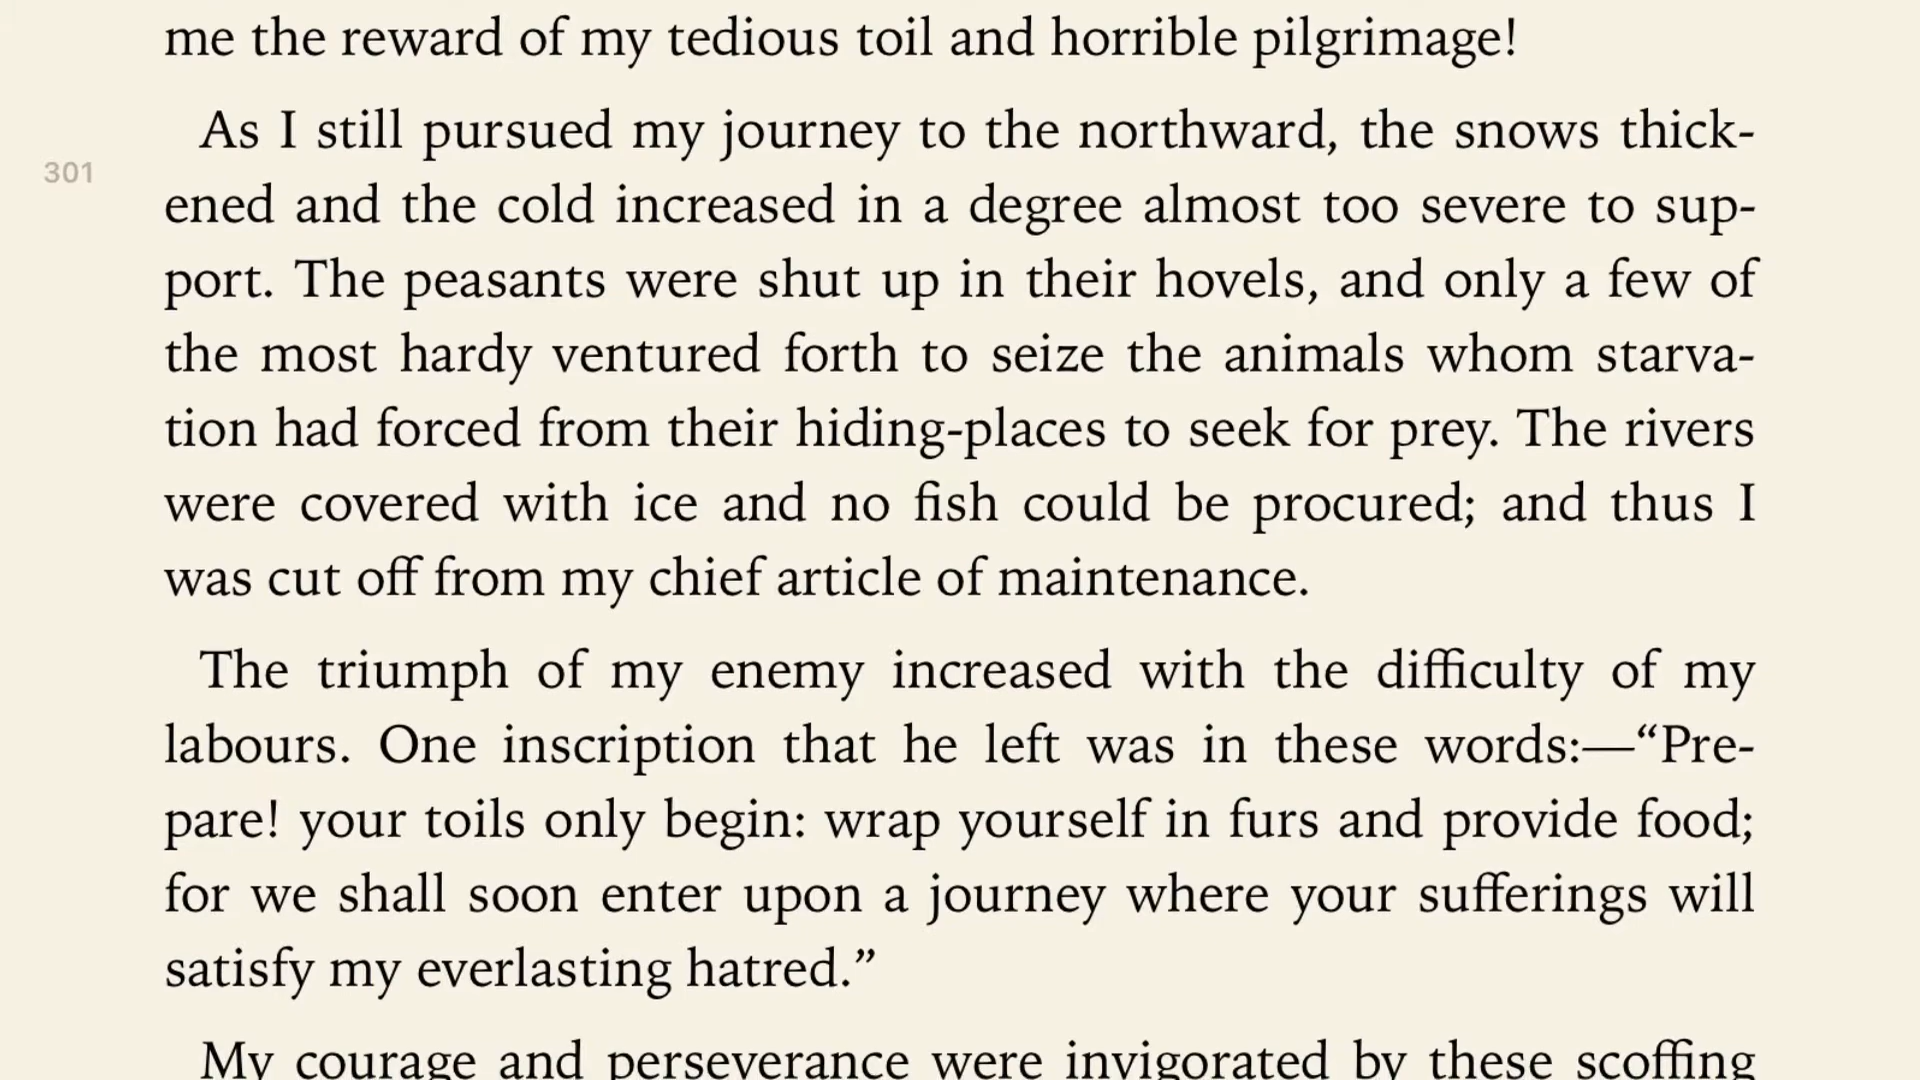 me the reward of my tedious toil and horrible pilgrimage!
As I still pursued my journey to the northward, the snows thick-
301
ened and the cold increased in a degree almost too severe to sup-
port. The peasants were shut up in their hovels, and only a few of
the most hardy ventured forth to seize the animals whom starva-
tion had forced from their hiding-places to seek for prey. The rivers
were covered with ice and no fish could be procured; and thus I
was cut off from my chief article of maintenance.
The triumph of my enemy increased with the difficulty of my
labours. One inscription that he left was in these words:—“Pre-
pare! your toils only begin: wrap yourself in furs and provide food;
for we shall soon enter upon a journey where your sufferings will
satisfy my everlasting hatred.”
My courage and perseverance were invigorated by these scoffing